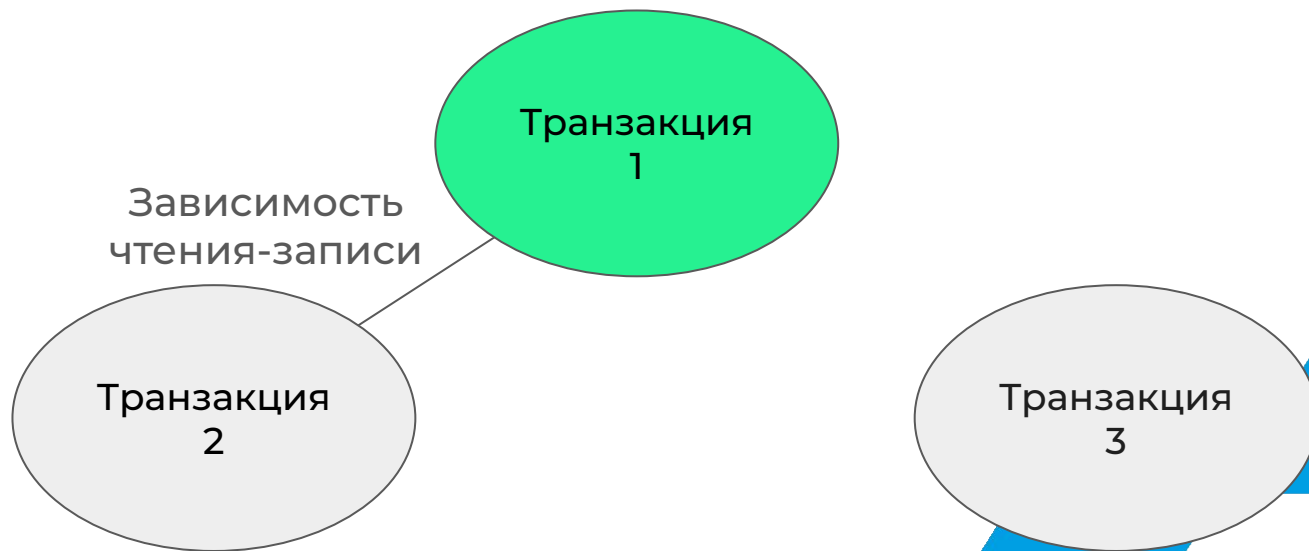 Транзакция
1
Зависимость
чтения-записи
Транзакция
2
Транзакция
3